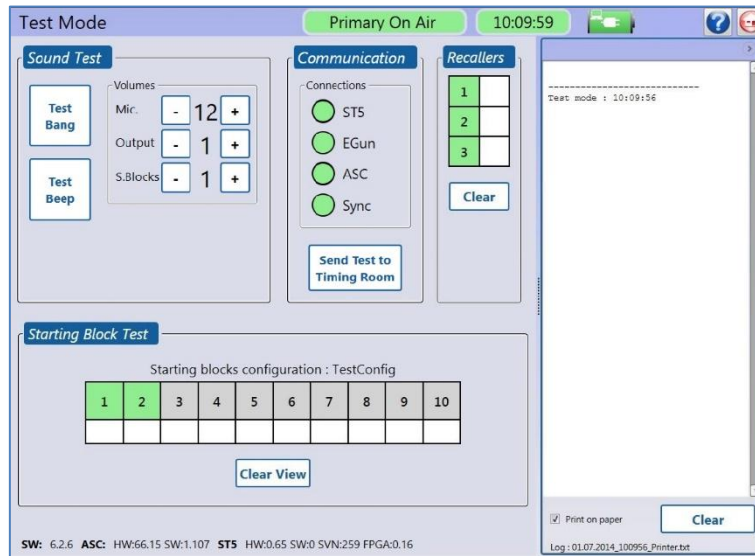 Test Mode
Primary On Air
10:09:59
Sound Test
Test Bang
Test Beep
Volumes
Mic. - 12 +
Output - 1 +
S.Blocks - 1 +
Communication
Connections
ST5
EGun
ASC
Sync
Send Test to
Timing Room
Recallers
1
2
3
Clear
----------------------------
Test mode : 10:09:56
Starting Block Test
Starting blocks configuration : TestConfig
1 2 3 4 5 6 7 8 9 10
Clear View
Print on paper
Clear
SW: 6.2.6 ASC: HW:66.15 SW:1.107 ST5 HW:0.65 SW:0 SVN:259 FPGA:0.16
Log : 01.07.2014_100956_Printer.txt